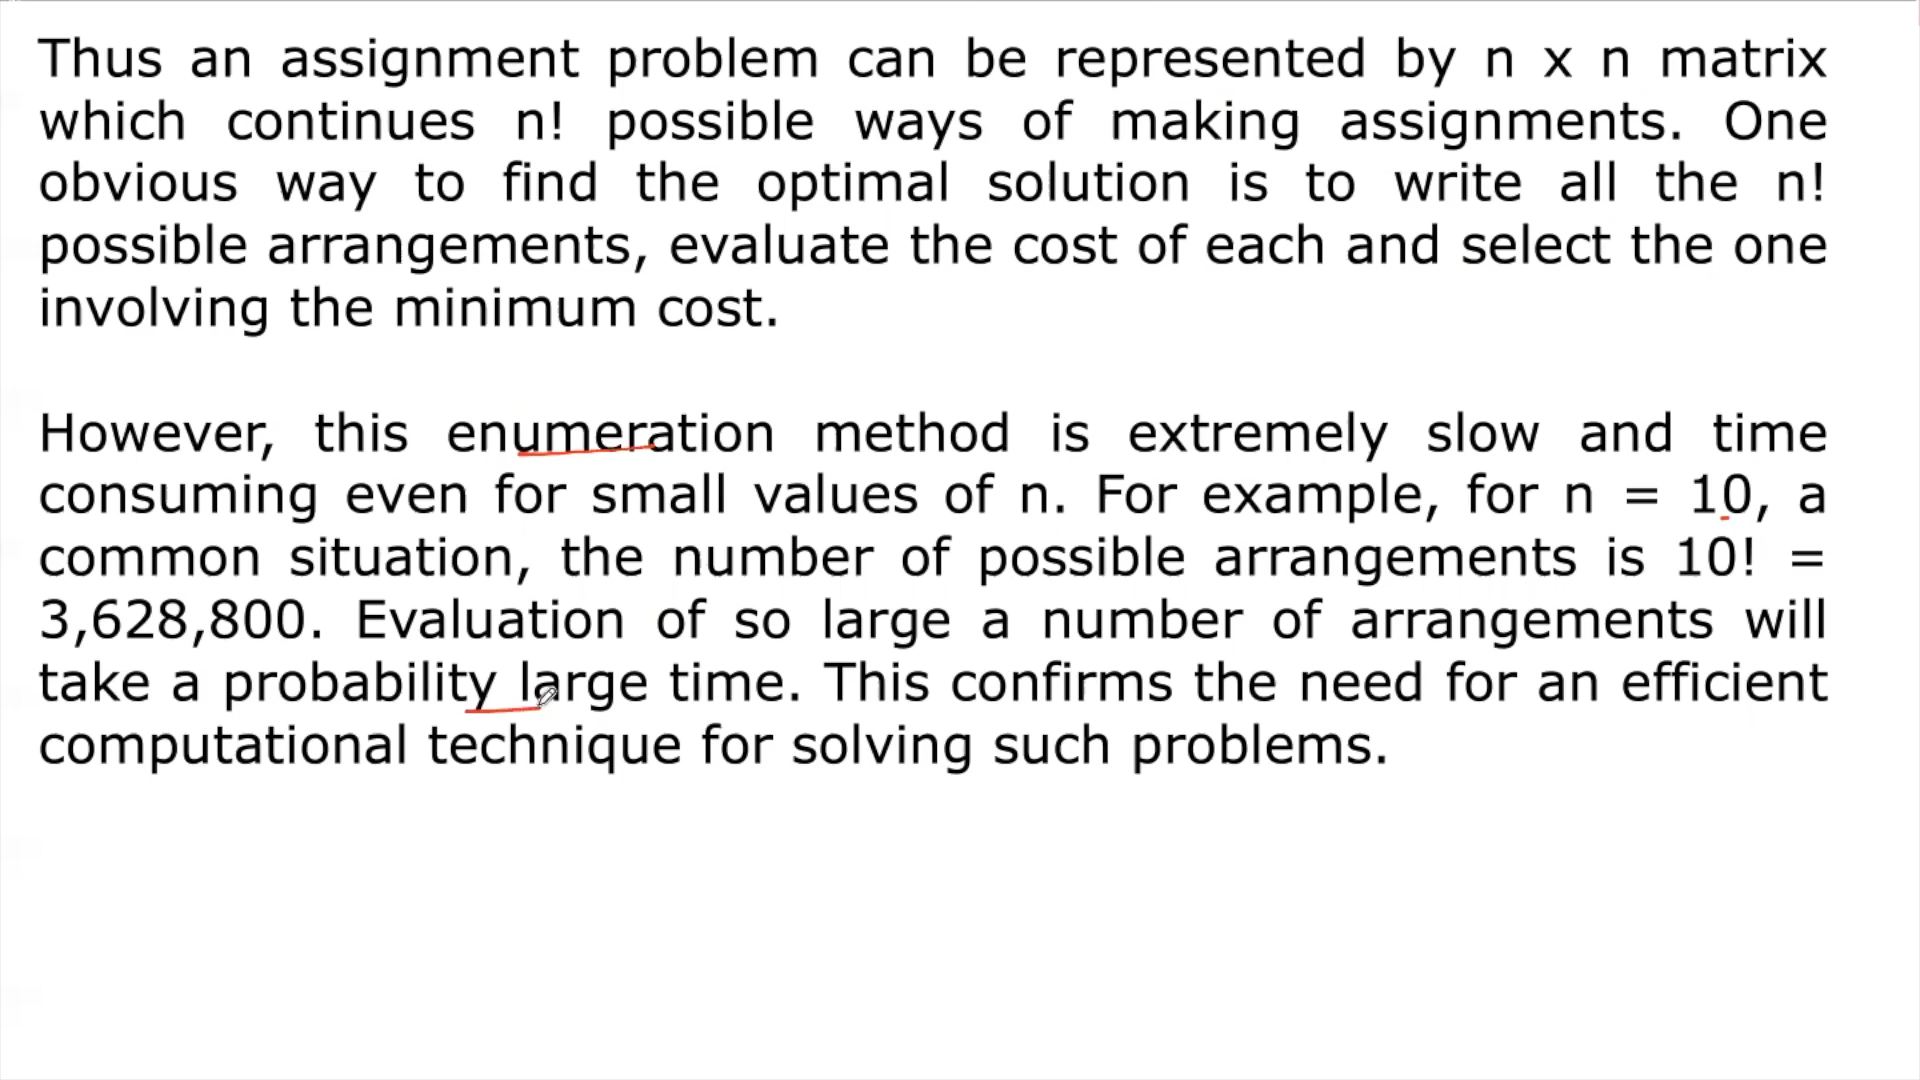 Thus an assignment problem can be represented by n x n matrix
which continues n! possible ways of making assignments. One
obvious way to find the optimal solution is to write all the n!
possible arrangements, evaluate the cost of each and select the one
involving the minimum cost.
However, this enumeration method is extremely slow and time
consuming even for small values of n. For example, for n = 10, a
common situation, the number of possible arrangements is 10! =
3,628,800. Evaluation of so large a number of arrangements will
take a probability large time. This confirms the need for an efficient
computational technique for solving such problems.